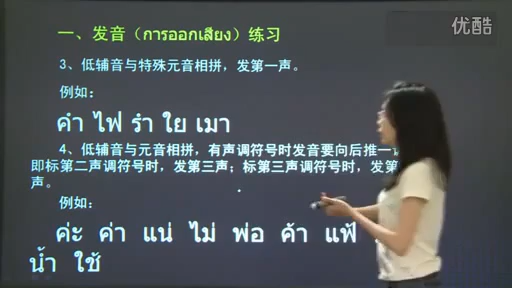 优酷
一、发音（การออกเสียง）练习
3、低辅音与特殊元音相拼，发第一声。
例如：
คำ ไฟ รำ ใย เมา
4、低辅音与元音相拼，有声调符号时发音要向后推一
即标第二声调符号时，发第三声；标第三声调符号时，发第
声。
例如：
ค่ะ ค่า แน่ ไม่ พ่อ ค้า แฟ้
น้ำ ใช้